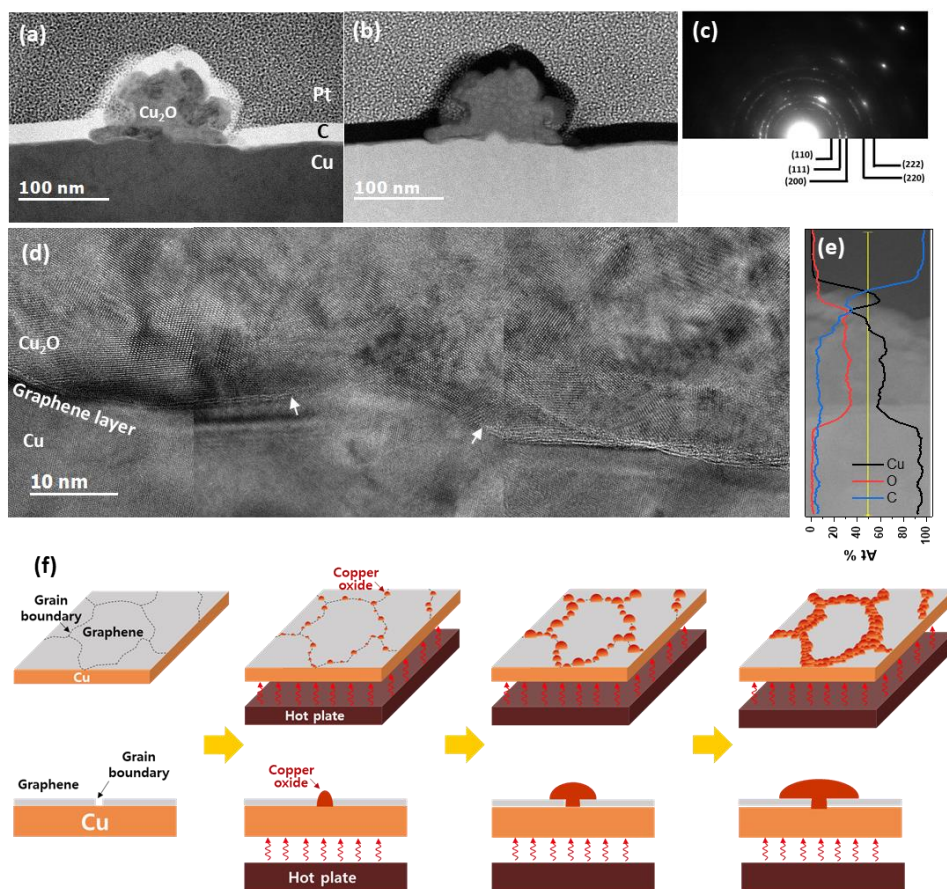 (a)
Pt
Cu₂O
C
Cu
100 nm
(b)
100 nm
(c)
(110)
(111)
(200)
(222)
(220)
(d)
Cu₂O
Graphene layer
Cu
10 nm
(e)
Cu
O
C
0
20
40
60
80
100
At %
(f)
Grain
boundary
Graphene
Cu
Copper
oxide
Hot plate
Graphene
Grain
boundary
Cu
Copper
oxide
Hot plate